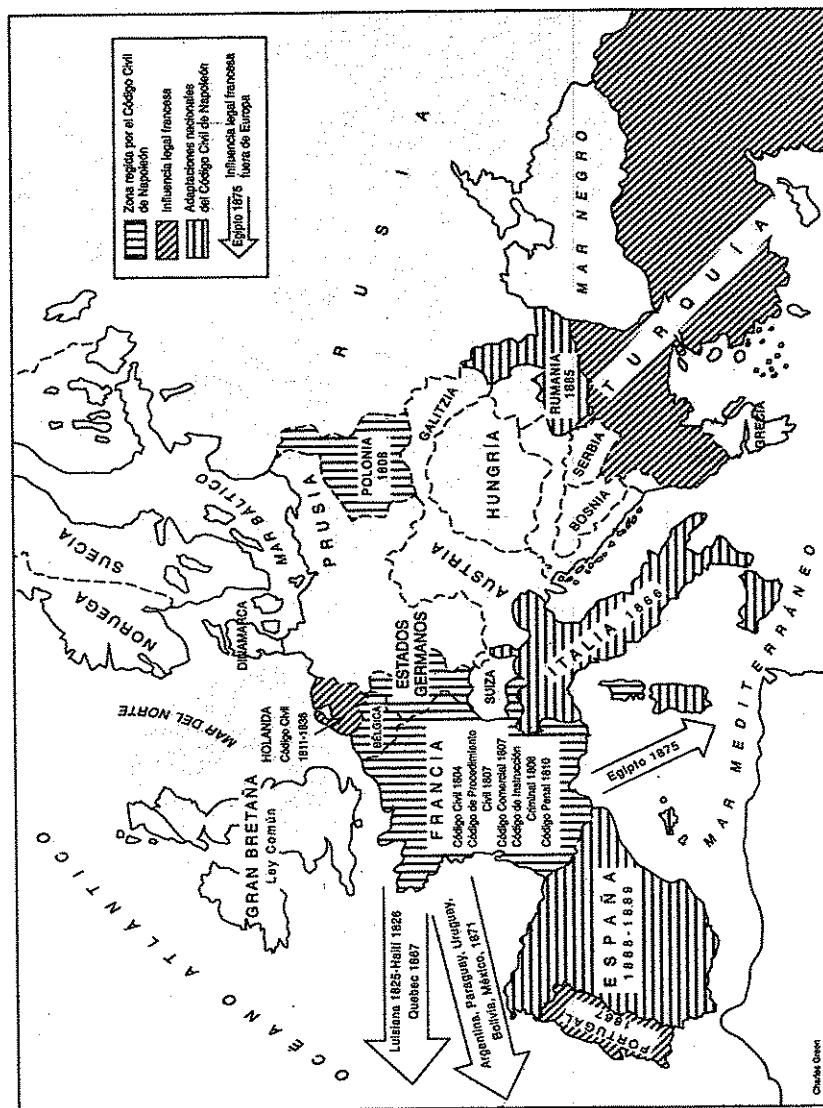 Zona regida por el Código Civil
de Napoleón
Influencia legal francesa
Adaptaciones nacionales
del Código Civil de Napoleón
Egipto 1875
Influencia legal francesa
fuera de Europa
OCEANO ATLÁNTICO
MAR DEL NORTE
NORUEGA
SUECIA
MAR BALTICO
DINAMARCA
PRUSIA
RUSIA
GRAN BRETAÑA
Ley Común
HOLANDA
Código Civil
1811-1838
BÉLGICA
ESTADOS
GERMANOS
POLONIA
1808
GALITZIA
AUSTRIA
HUNGRÍA
SUIZA
FRANCIA
Código Civil 1804
Código de Procedimiento
Civil 1807
Código Comercial 1807
Código de Instrucción
Criminal 1808
Código Penal 1810
Luisiana 1825-Haití 1826
Quebec 1867
Argentina, Paraguay, Uruguay,
Bolivia, México, 1871
RUMANIA
1865
SERBIA
BOSNIA
MAR NEGRO
TURQUÍA
GRECIA
ITALIA 1866
Egipto 1875
MAR MEDITERRÁNEO
ESPAÑA
1888-1889
PORTUGAL
1867
Charles Green